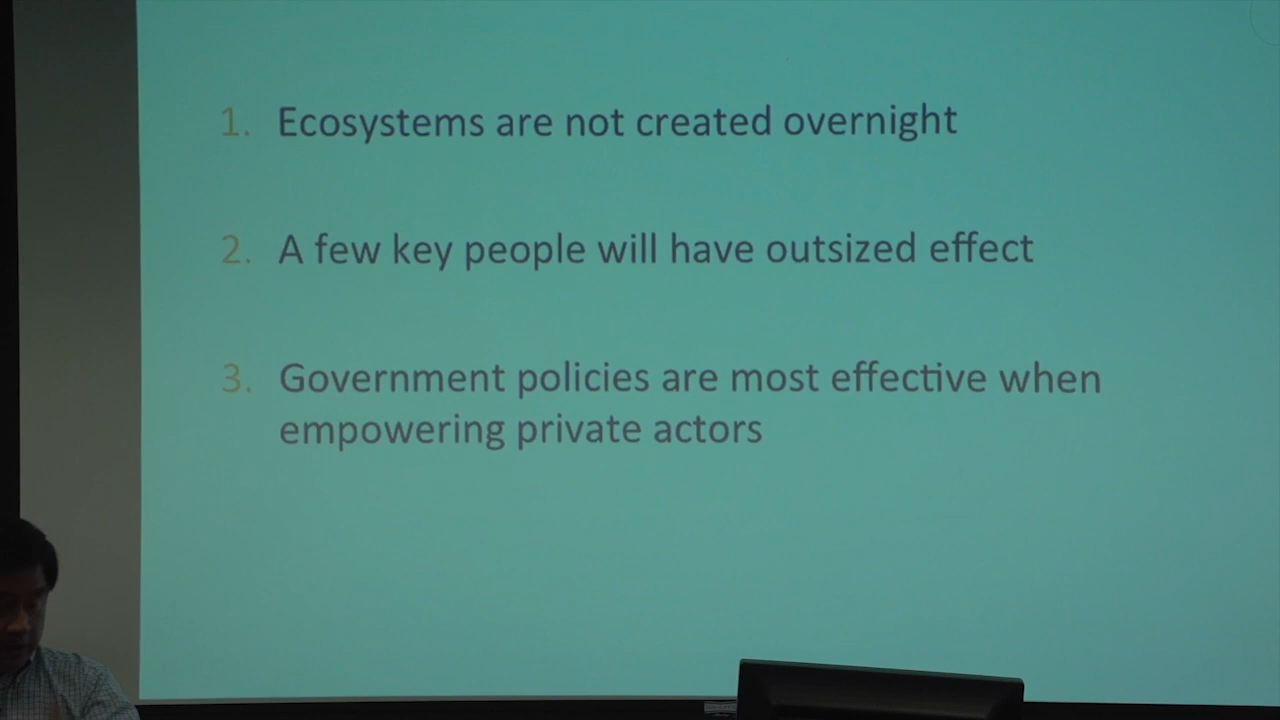 1. Ecosystems are not created overnight
2. A few key people will have outsized effect
3. Government policies are most effective when
empowering private actors